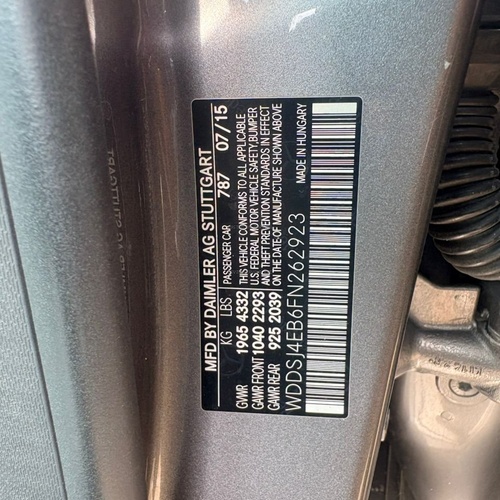 MFD BY DAIMLER AG STUTTGART
KG LBS PASSENGER CAR 787 07/15
GVWR 1965 4332
GAWR FRONT 1040 2293
GAWR REAR 925 2039
THIS VEHICLE CONFORMS TO ALL APPLICABLE
U.S. FEDERAL MOTOR VEHICLE SAFETY,BUMPER
AND THEFT PREVENTION STANDARDS IN EFFECT
ON THE DATE OF MANUFACTURE SHOWN ABOVE
WDDSJ4EB6FN262923 MADE IN HUNGARY